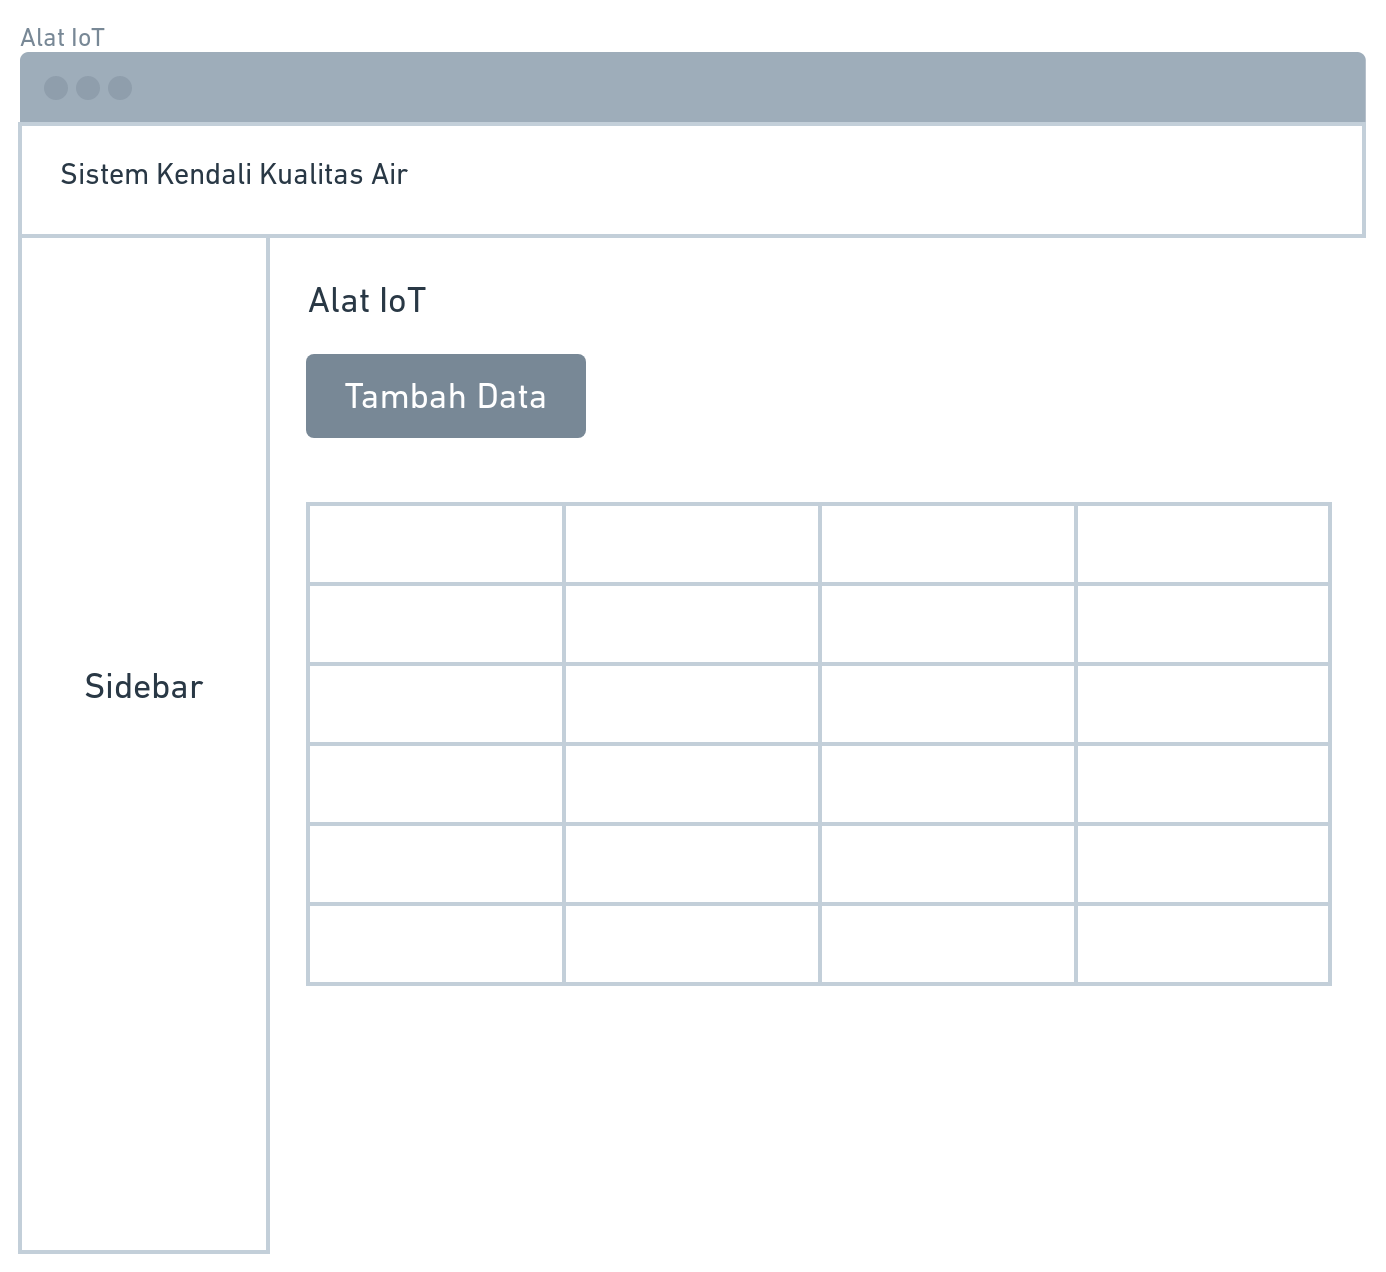 Alat IoT
Sistem Kendali Kualitas Air
Alat IoT
Tambah Data
Sidebar